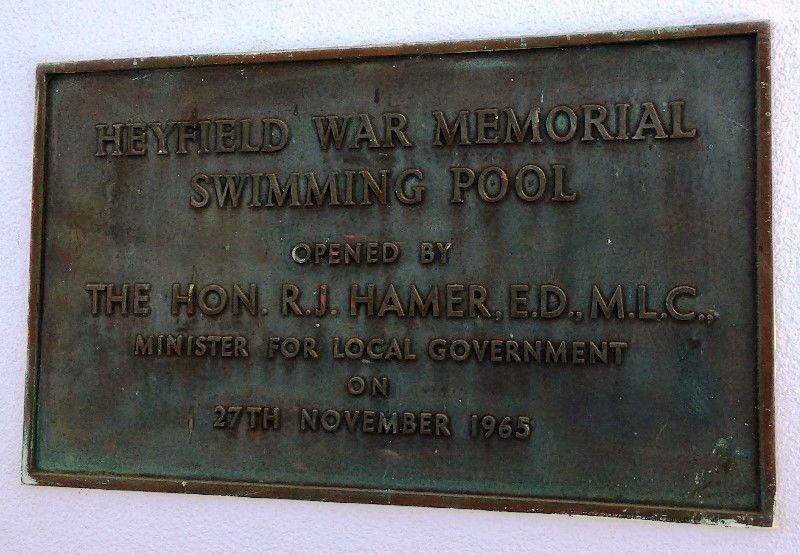 HEYFIELD WAR MEMORIAL
SWIMMING POOL
OPENED BY
THE HON. R.J. HAMER, E.D., M.L.C.,
MINISTER FOR LOCAL GOVERNMENT
ON
27TH NOVEMBER 1965